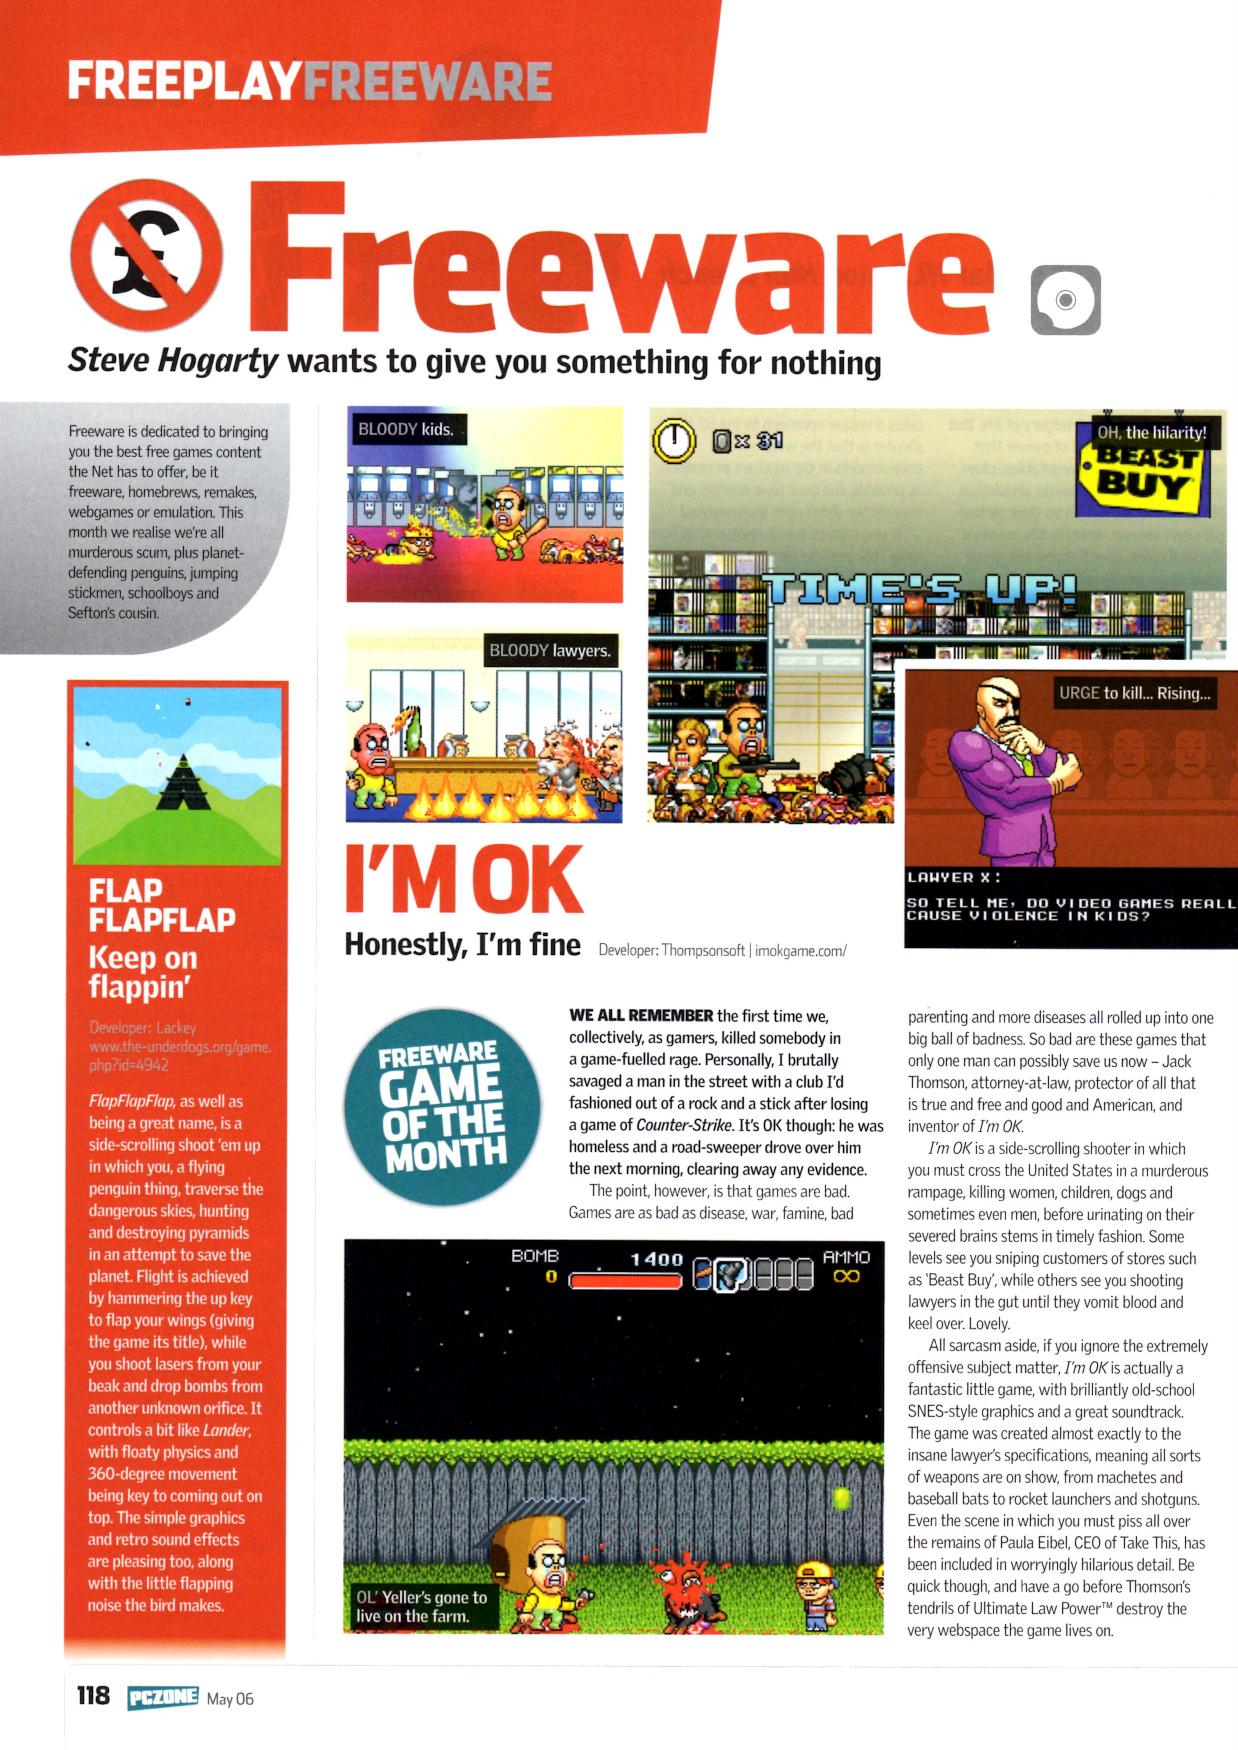 FREEPLAYFREEWARE
£
Freeware
Steve Hogarty wants to give you something for nothing
Freeware is dedicated to bringing
you the best free games content
the Net has to offer, be it
freeware, homebrews, remakes,
webgames or emulation. This
month we realise we're all
murderous scum, plus planet-
defending penguins, jumping
stickmen, schoolboys and
Sefton's cousin.
BLOODY kids.
BLOODY lawyers.
0x31
OH, the hilarity!
BEAST
BUY
TIME'S UP!
URGE to kill... Rising...
LAWYER X:
SO TELL ME, DO VIDEO GAMES REALL
CAUSE VIOLENCE IN KIDS?
FLAP
FLAPFLAP
Keep on
flappin'
Developer: Lackey
www.the-underdogs.org/game.
php?id=4942
FlapFlapFlap, as well as
being a great name, is a
side-scrolling shoot 'em up
in which you, a flying
penguin thing, traverse the
dangerous skies, hunting
and destroying pyramids
in an attempt to save the
planet. Flight is achieved
by hammering the up key
to flap your wings (giving
the game its title), while
you shoot lasers from your
beak and drop bombs from
another unknown orifice. It
controls a bit like Lander,
with floaty physics and
360-degree movement
being key to coming out on
top. The simple graphics
and retro sound effects
are pleasing too, along
with the little flapping
noise the bird makes.
I'M OK
Honestly, I'm fine Developer: Thompsonsoft | imokgame.com/
FREEWARE
GAME
OF THE
MONTH
WE ALL REMEMBER the first time we,
collectively, as gamers, killed somebody in
a game-fuelled rage. Personally, I brutally
savaged a man in the street with a club I'd
fashioned out of a rock and a stick after losing
a game of Counter-Strike. It's OK though: he was
homeless and a road-sweeper drove over him
the next morning, clearing away any evidence.
The point, however, is that games are bad.
Games are as bad as disease, war, famine, bad
parenting and more diseases all rolled up into one
big ball of badness. So bad are these games that
only one man can possibly save us now – Jack
Thomson, attorney-at-law, protector of all that
is true and free and good and American, and
inventor of I'm OK.
I'm OK is a side-scrolling shooter in which
you must cross the United States in a murderous
rampage, killing women, children, dogs and
sometimes even men, before urinating on their
severed brains stems in timely fashion. Some
levels see you sniping customers of stores such
as 'Beast Buy', while others see you shooting
lawyers in the gut until they vomit blood and
keel over. Lovely.
All sarcasm aside, if you ignore the extremely
offensive subject matter, I'm OK is actually a
fantastic little game, with brilliantly old-school
SNES-style graphics and a great soundtrack.
The game was created almost exactly to the
insane lawyer's specifications, meaning all sorts
of weapons are on show, from machetes and
baseball bats to rocket launchers and shotguns.
Even the scene in which you must piss all over
the remains of Paula Eibel, CEO of Take This, has
been included in worryingly hilarious detail. Be
quick though, and have a go before Thomson's
tendrils of Ultimate Law Power™ destroy the
very webspace the game lives on.
BOMB 1400 AMMO
0 ∞
OL' Yeller's gone to
live on the farm.
118 PCZONE May 06